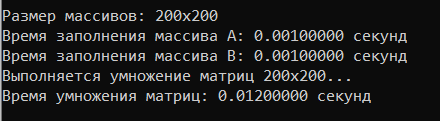 Размер массивов: 200x200
Время заполнения массива A: 0.00100000 секунд
Время заполнения массива B: 0.00100000 секунд
Выполняется умножение матриц 200x200...
Время умножения матриц: 0.01200000 секунд